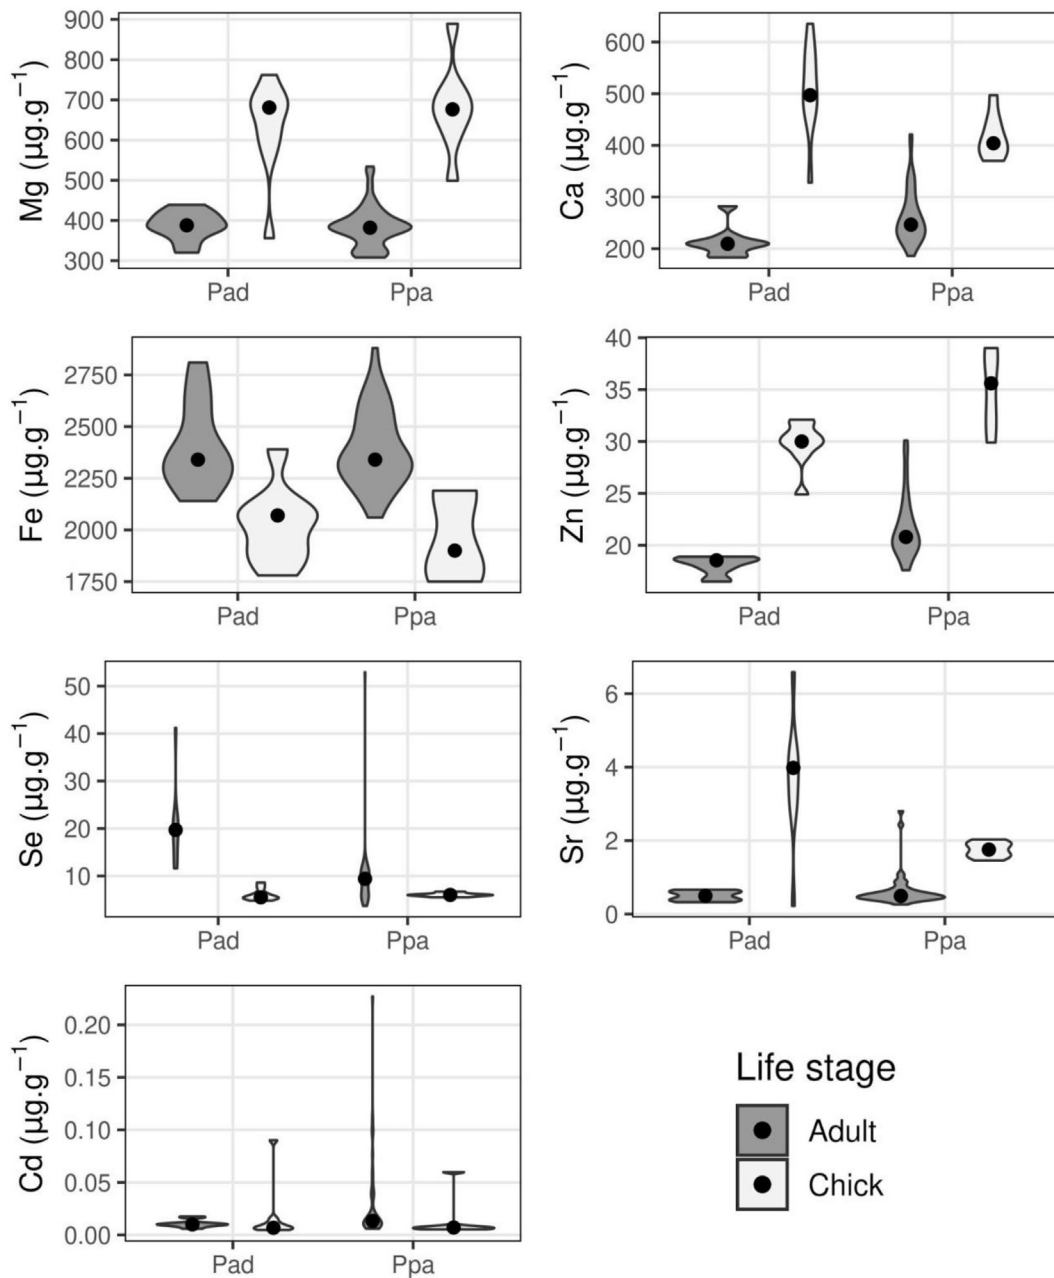 Mg (µg.g⁻¹)
900
800
700
600
500
400
300
Pad Ppa
Ca (µg.g⁻¹)
600
500
400
300
200
Pad Ppa
Fe (µg.g⁻¹)
2750
2500
2250
2000
1750
Pad Ppa
Zn (µg.g⁻¹)
40
35
30
25
20
Pad Ppa
Se (µg.g⁻¹)
50
40
30
20
10
Pad Ppa
Sr (µg.g⁻¹)
6
4
2
0
Pad Ppa
Cd (µg.g⁻¹)
0.20
0.15
0.10
0.05
0.00
Pad Ppa
Life stage
Adult
Chick